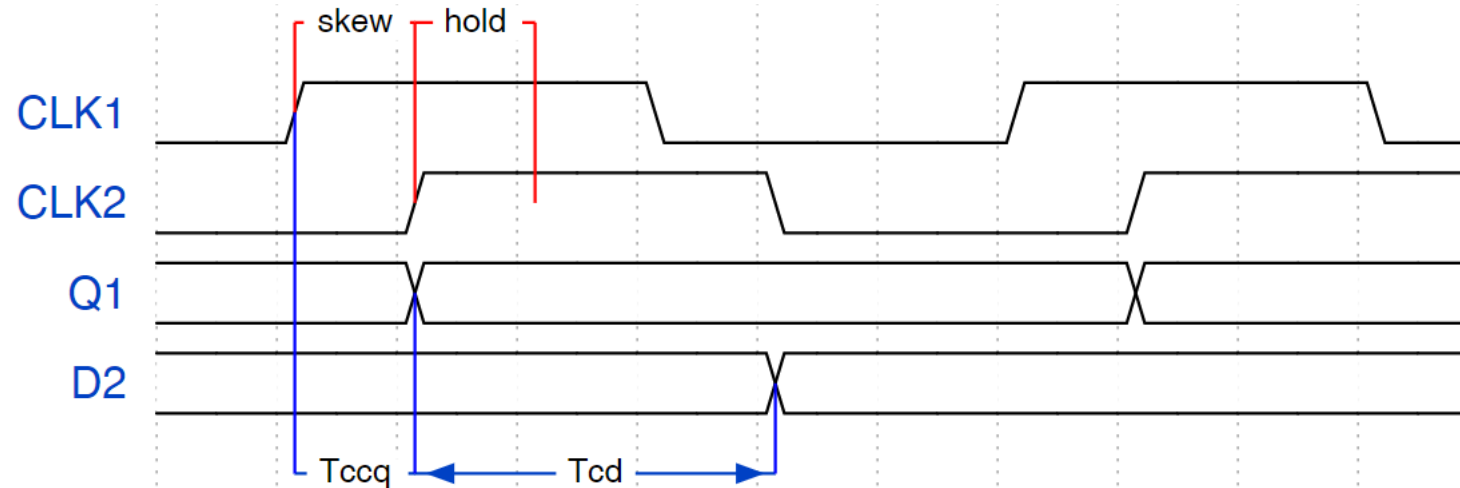 skew hold
CLK1
CLK2
Q1
D2
Tccq Tcd